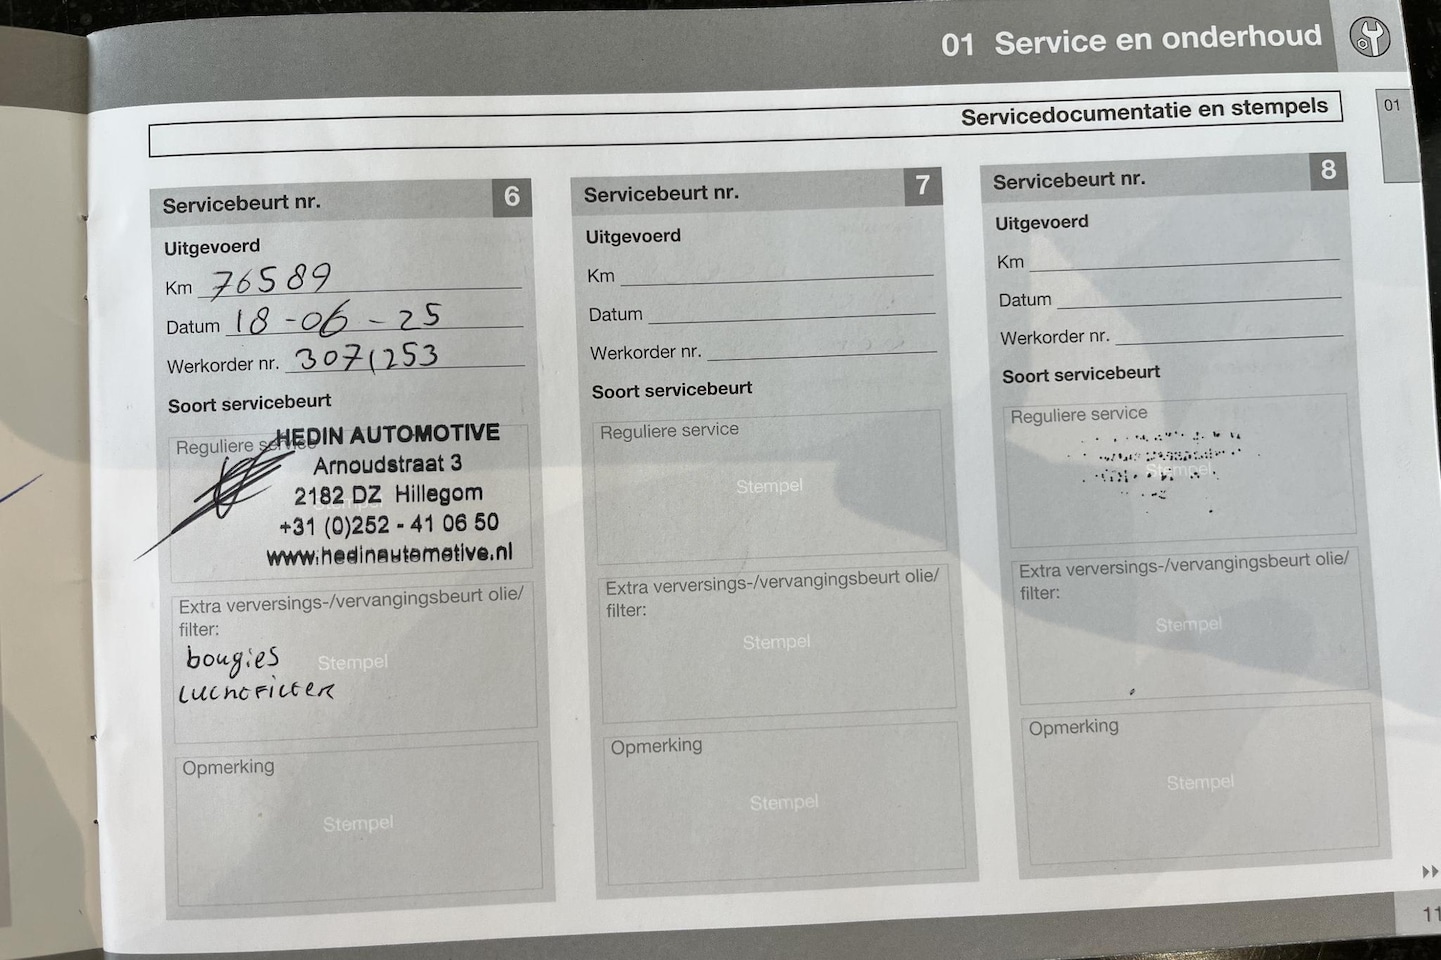 01 Service en onderhoud
Servicedocumentatie en stempels
01
Servicebeurt nr. 6
Uitgevoerd
Km 76589
Datum 18-06-25
Werkorder nr. 3071253
Soort servicebeurt
Reguliere service
HEDIN AUTOMOTIVE
Arnoudstraat 3
2182 DZ Hillegom
+31 (0)252 - 41 06 50
www.hedinautomotive.nl
Extra verversings-/vervangingsbeurt olie/
filter:
bougies
Stempel
luchtfilter
Opmerking
Stempel
Servicebeurt nr. 7
Uitgevoerd
Km
Datum
Werkorder nr.
Soort servicebeurt
Reguliere service
Stempel
Extra verversings-/vervangingsbeurt olie/
filter:
Stempel
Opmerking
Stempel
Servicebeurt nr. 8
Uitgevoerd
Km
Datum
Werkorder nr.
Soort servicebeurt
Reguliere service
Stempel
Extra verversings-/vervangingsbeurt olie/
filter:
Stempel
Opmerking
Stempel
11